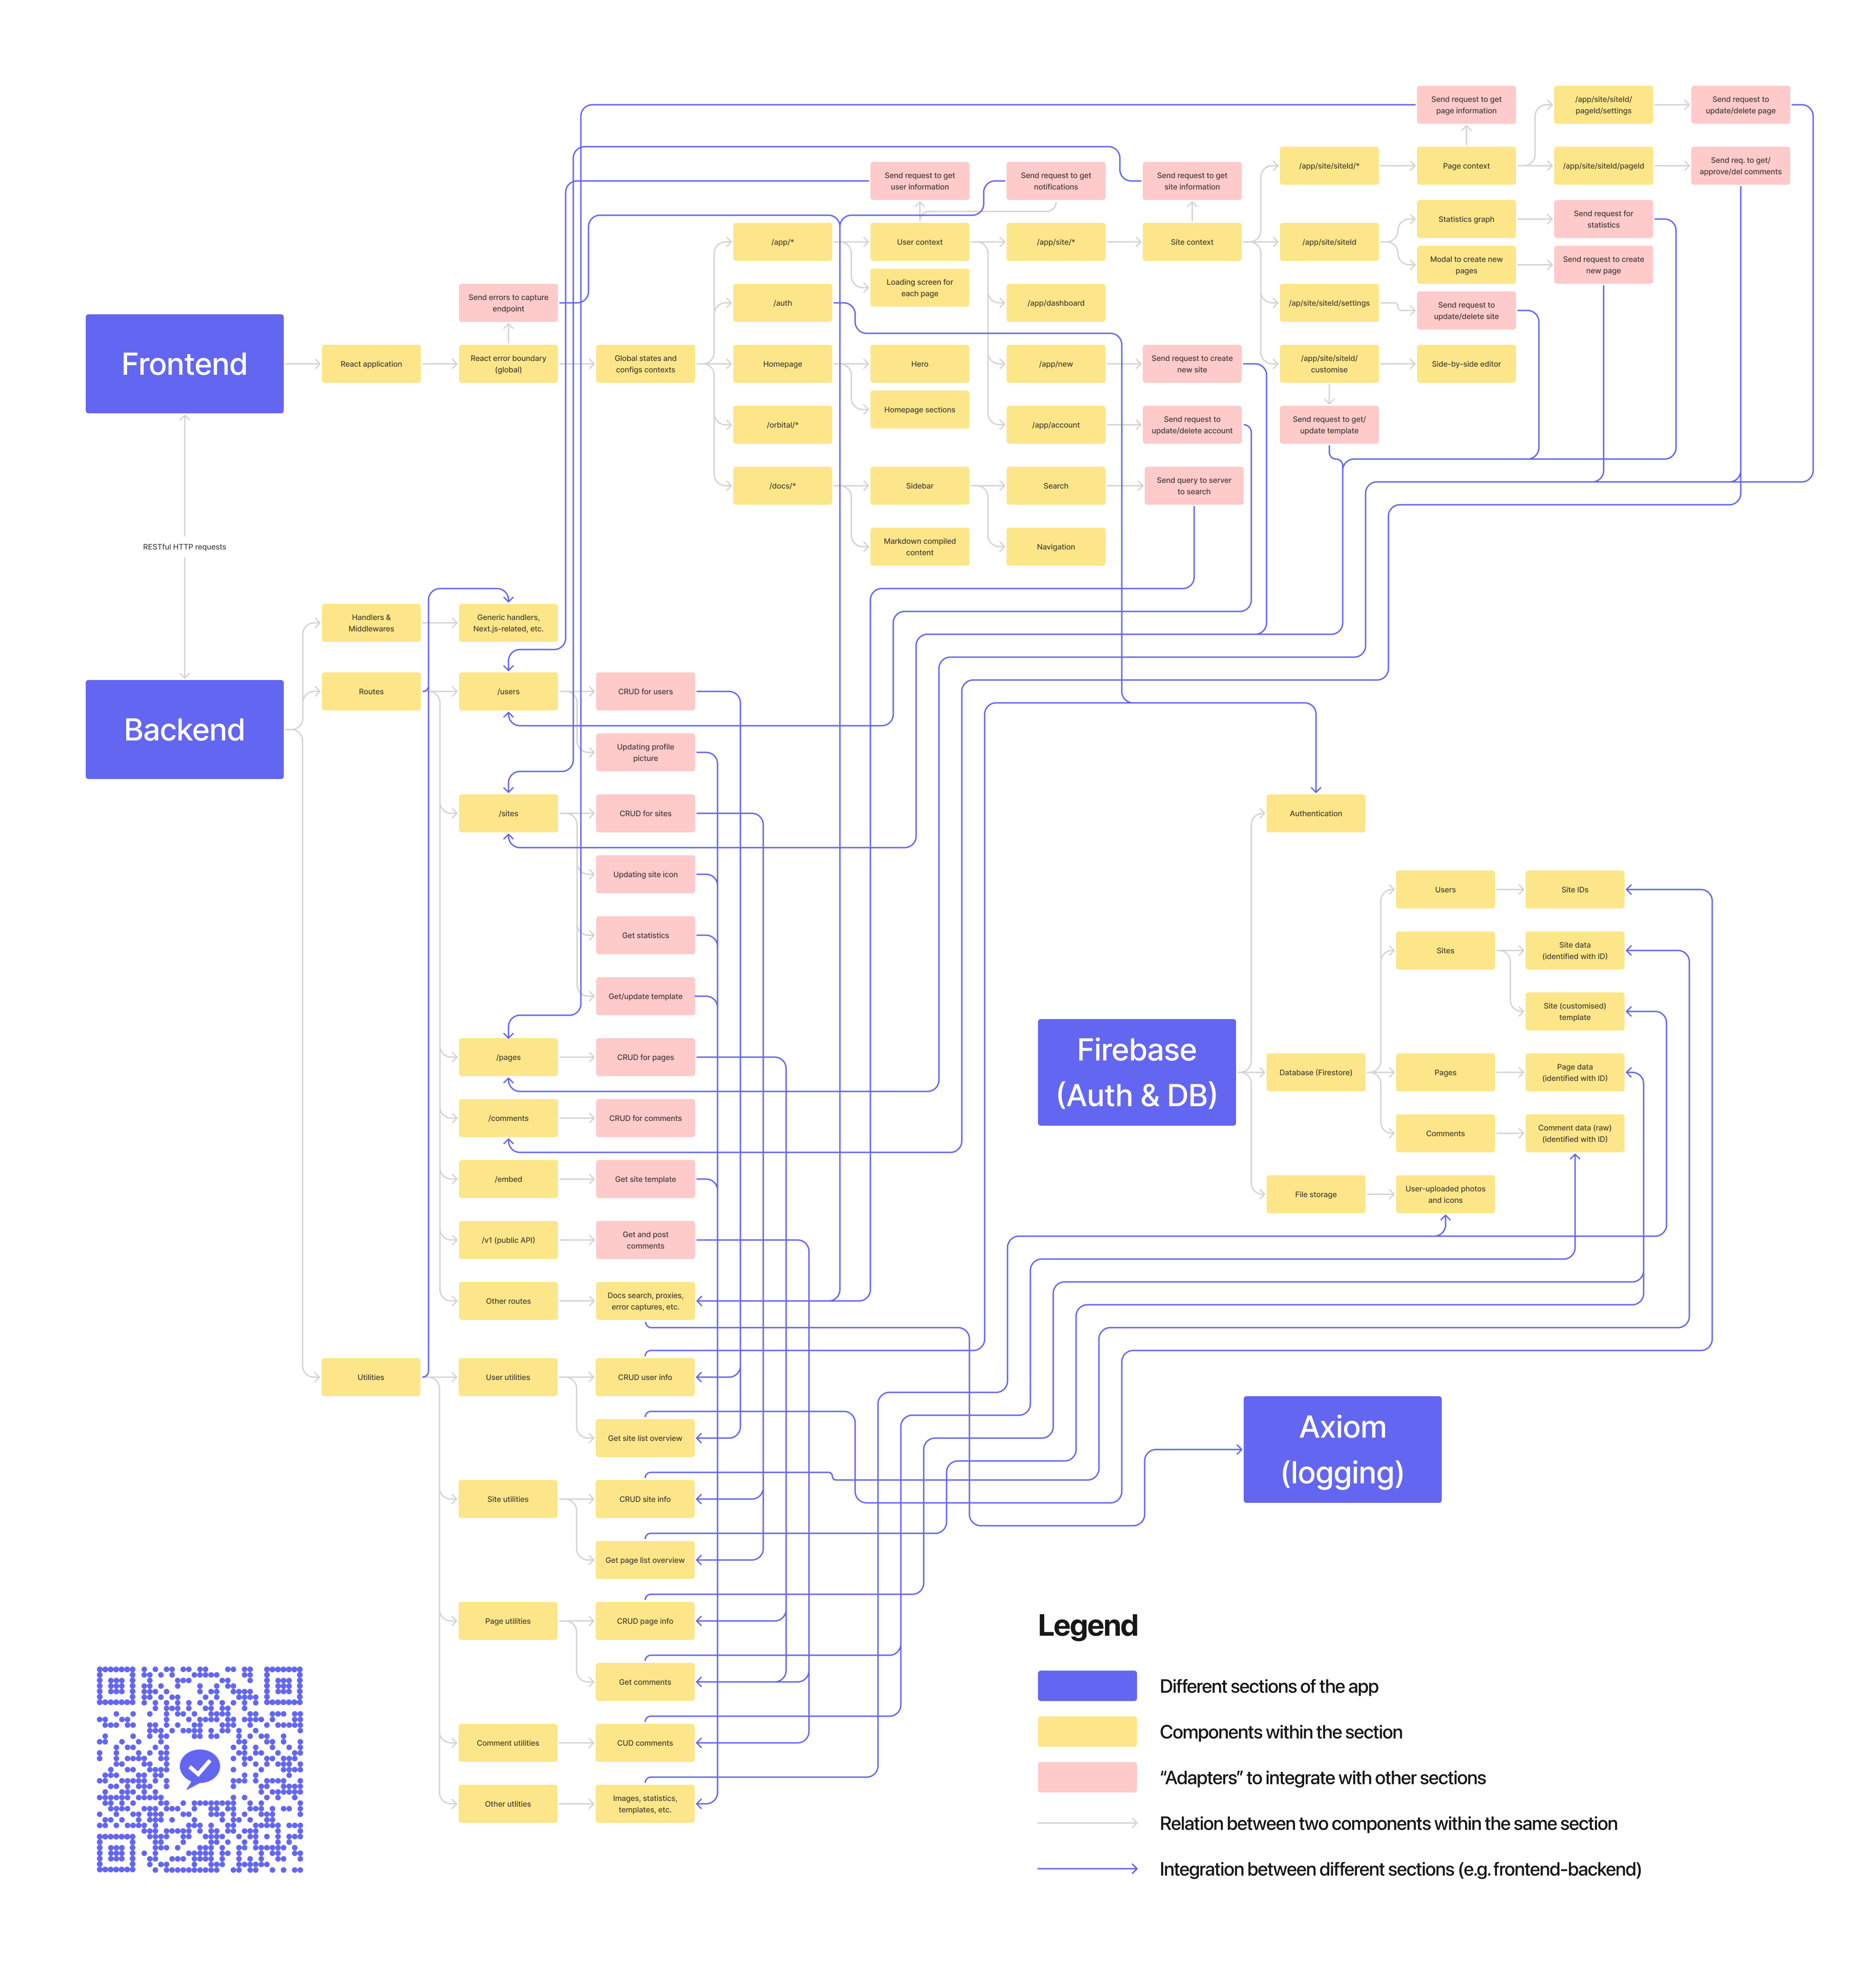 Send request to get
page information
/app/site/siteId/
pageId/settings
Send request to
update/delete page
/app/site/siteId/*
Page context
/app/site/siteId/pageId
Send req. to get/
approve/del comments
Send request to get
user information
Send request to get
notifications
Send request to get
site information
Statistics graph
Send request for
statistics
/app/*
User context
/app/site/*
Site context
/app/site/siteId
Modal to create new
pages
Send request to create
new page
Loading screen for
each page
Send errors to capture
endpoint
/auth
/app/dashboard
/ap/site/siteId/settings
Send request to
update/delete site
Frontend
React application
React error boundary
(global)
Global states and
configs contexts
Homepage
Hero
/app/new
Send request to create
new site
/app/site/siteId/
customise
Side-by-side editor
Homepage sections
/orbital/*
/app/account
Send request to
update/delete account
Send request to get/
update template
/docs/*
Sidebar
Search
Send query to server
to search
Markdown compiled
content
Navigation
RESTful HTTP requests
Handlers &
Middlewares
Generic handlers,
Next.js-related, etc.
Backend
Routes
/users
CRUD for users
Updating profile
picture
/sites
CRUD for sites
Updating site icon
Get statistics
Get/update template
/pages
CRUD for pages
/comments
CRUD for comments
/embed
Get site template
/v1 (public API)
Get and post
comments
Other routes
Docs search, proxies,
error captures, etc.
Utilities
User utilities
CRUD user info
Get site list overview
Site utilities
CRUD site info
Get page list overview
Page utilities
CRUD page info
Get comments
Comment utilities
CUD comments
Other utlities
Images, statistics,
templates, etc.
Firebase
(Auth & DB)
Authentication
Database (Firestore)
Users
Site IDs
Sites
Site data
(identified with ID)
Site (customised)
template
Pages
Page data
(identified with ID)
Comments
Comment data (raw)
(identified with ID)
File storage
User-uploaded photos
and icons
Axiom
(logging)
Legend
Different sections of the app
Components within the section
“Adapters” to integrate with other sections
Relation between two components within the same section
Integration between different sections (e.g. frontend-backend)